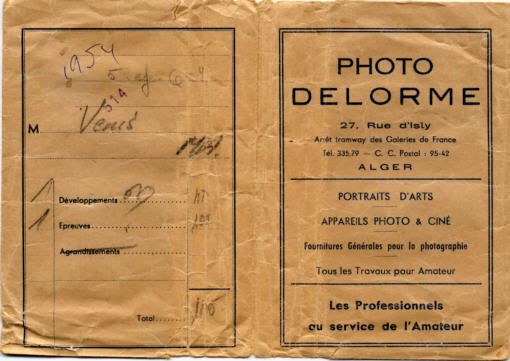 1954
514
M Venis
1 Développements
1 Epreuves
Agrandissements
Total
PHOTO
DELORME
27, Rue d'Isly
Arrêt tramway des Galeries de France
Tél. 335.79 — C. C. Postal : 95-42
ALGER
PORTRAITS D'ARTS
APPAREILS PHOTO & CINÉ
Fournitures Générales pour la photographie
Tous les Travaux pour Amateur
Les Professionnels
au service de l'Amateur